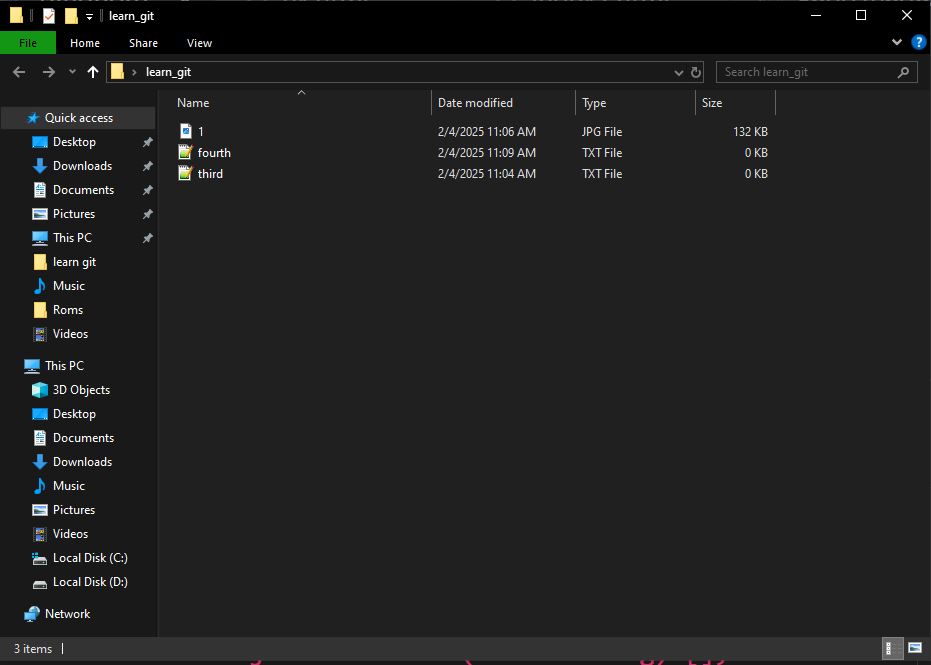 learn_git
File Home Share View
learn_git Search learn_git
Name Date modified Type Size
1 2/4/2025 11:06 AM JPG File 132 KB
fourth 2/4/2025 11:09 AM TXT File 0 KB
third 2/4/2025 11:04 AM TXT File 0 KB
Quick access
Desktop
Downloads
Documents
Pictures
This PC
learn git
Music
Roms
Videos
This PC
3D Objects
Desktop
Documents
Downloads
Music
Pictures
Videos
Local Disk (C:)
Local Disk (D:)
Network
3 items